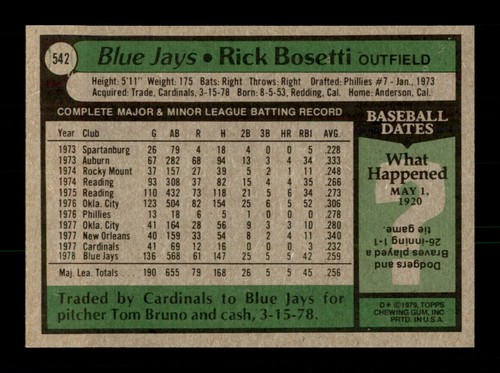 542
Blue Jays • Rick Bosetti OUTFIELD
Height: 5'11" Weight: 175 Bats: Right Throws: Right Drafted: Phillies #7 - Jan., 1973
Acquired: Trade, Cardinals, 3-15-78 Born: 8-5-53, Redding, Cal. Home: Anderson, Cal.
COMPLETE MAJOR & MINOR LEAGUE BATTING RECORD
Year Club G AB R H 2B 3B HR RBI AVG.
1973 Spartanburg 26 79 4 18 0 0 0 5 .228
1973 Auburn 67 282 68 94 13 3 4 34 .333
1974 Rocky Mount 37 152 27 39 5 2 1 11 .248
1974 Reading 93 308 37 82 15 4 4 31 .266
1975 Reading 110 432 73 118 21 5 6 34 .273
1976 Okla. City 123 504 82 154 25 6 5 52 .306
1976 Phillies 13 18 6 5 1 0 0 0
1977 Okla. City 41 164 28 56 9 3 3 10
1977 New Orleans 40 159 33 54 8 2 4 11 .340
1977 Cardinals 41 69 12 16 0 0 0 3 .232
1978 Blue Jays 136 568 61 147 25 5 5 42 .259
Maj. Lea. Totals 190 655 79 168 26 5 5 45 .256
Traded by Cardinals to Blue Jays for
pitcher Tom Bruno and cash, 3-15-78.
BASEBALL
DATES
What
Happened
MAY 1,
1920
?
Dodgers and
Braves played a
26-inning 1-1
tie game.
D* © 1979, TOPPS
CHEWING GUM, INC
PRTD. IN U.S.A.